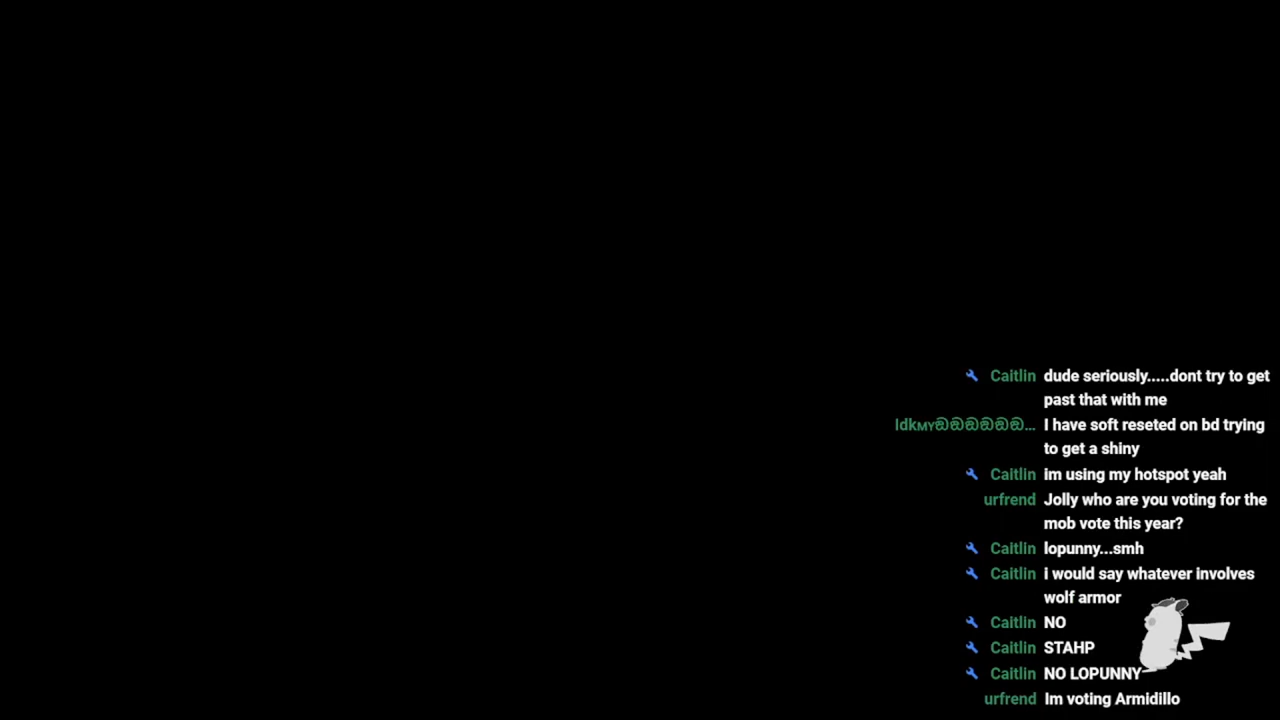 Caitlin dude seriously.....dont try to get
past that with me
Idkᴍʏඞඞඞඞඞඞ... I have soft reseted on bd trying
to get a shiny
Caitlin im using my hotspot yeah
urfrend Jolly who are you voting for the
mob vote this year?
Caitlin lopunny...smh
Caitlin i would say whatever involves
wolf armor
Caitlin NO
Caitlin STAHP
Caitlin NO LOPUNNY
urfrend Im voting Armidillo